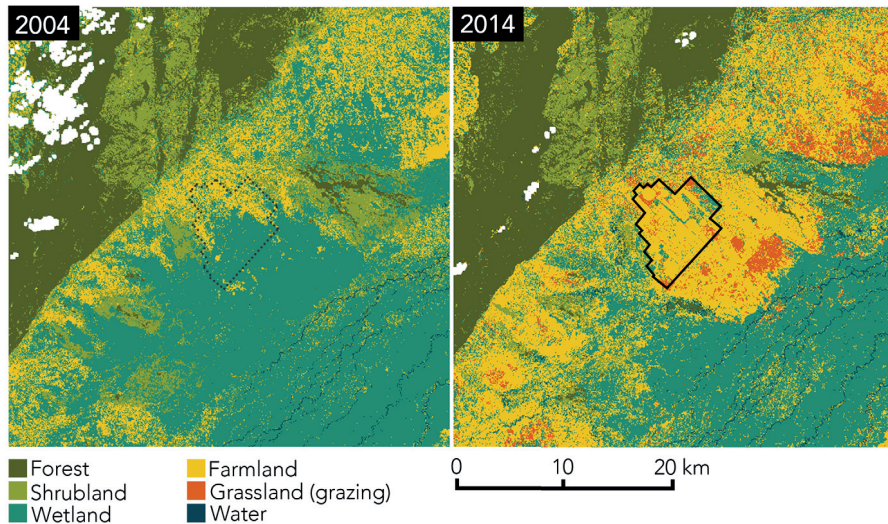 2004
2014
Forest
Shrubland
Wetland
Farmland
Grassland (grazing)
Water
0 10 20 km